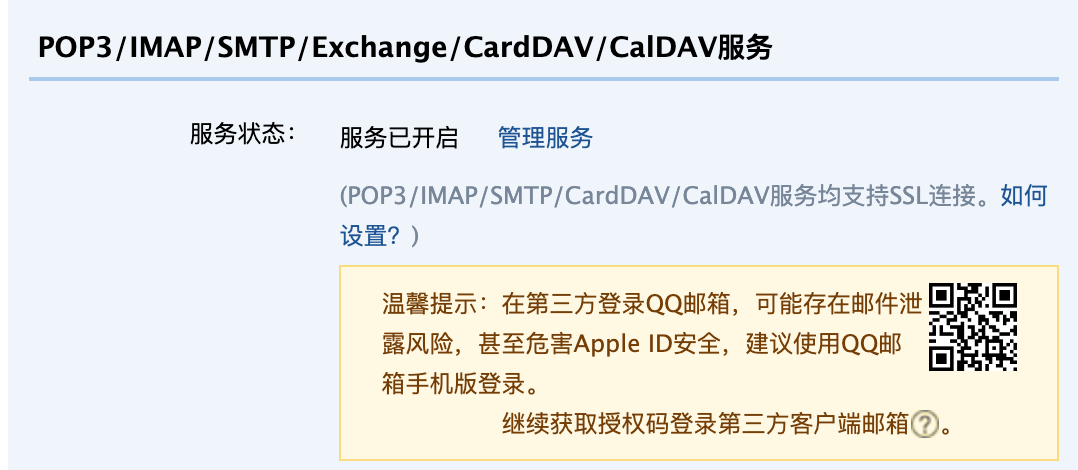 POP3/IMAP/SMTP/Exchange/CardDAV/CalDAV服务
服务状态： 服务已开启 管理服务
(POP3/IMAP/SMTP/CardDAV/CalDAV服务均支持SSL连接。如何
设置？)
温馨提示：在第三方登录QQ邮箱，可能存在邮件泄
露风险，甚至危害Apple ID安全，建议使用QQ邮
箱手机版登录。
继续获取授权码登录第三方客户端邮箱?。